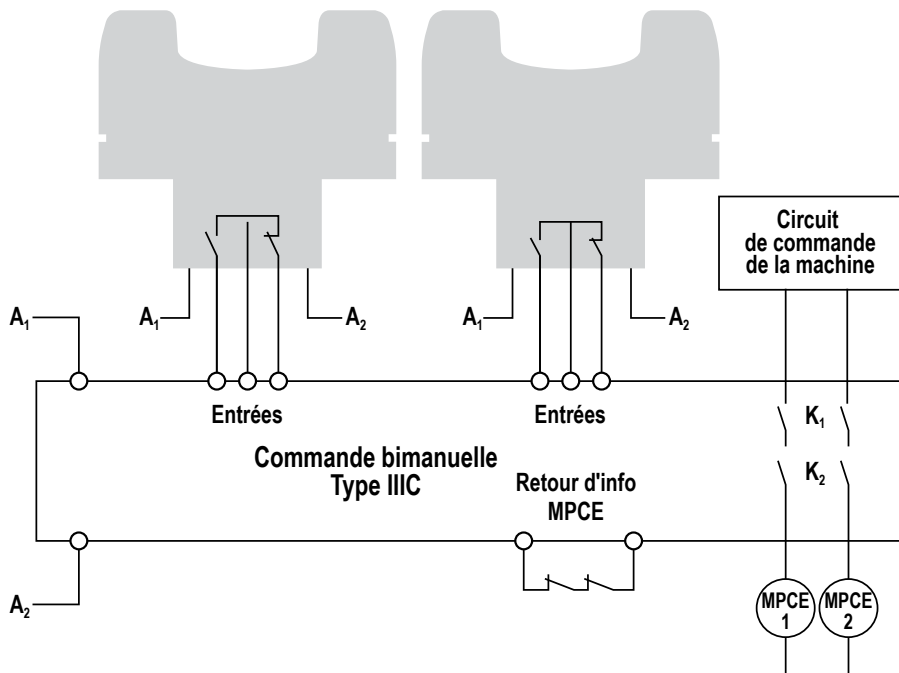 Circuit
de commande
de la machine
A₁
A₁
A₂
A₁
A₂
Entrées
Entrées
K₁
Commande bimanuelle
Type IIIC
K₂
Retour d'info
MPCE
A₂
MPCE
1
MPCE
2